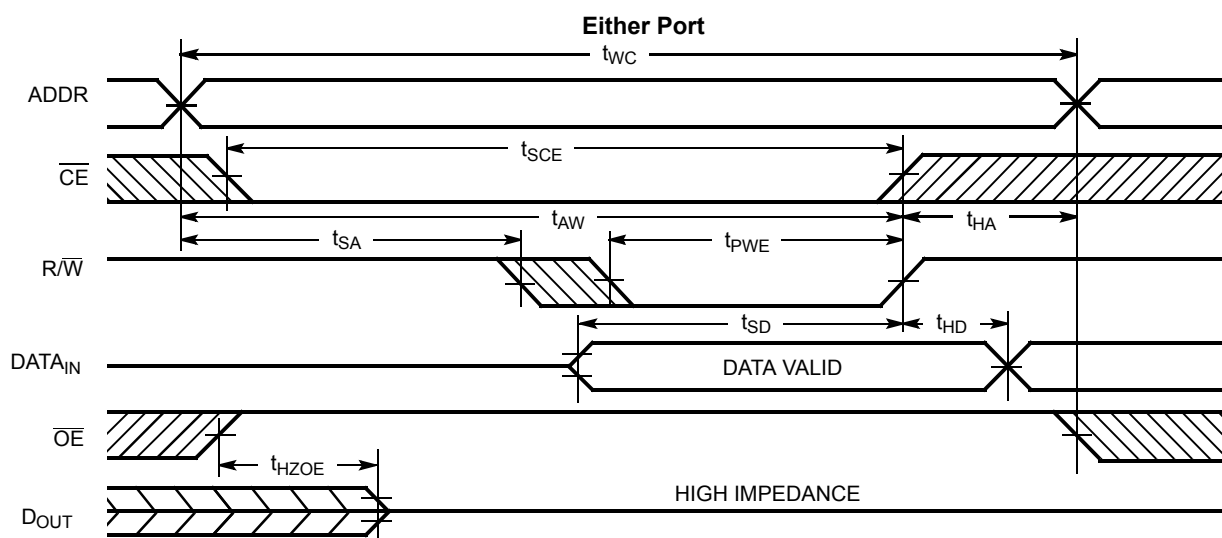 Either Port
tWC
ADDR
tSCE
CE
tAW
tHA
tSA
tPWE
R/W
tSD
tHD
DATAIN
DATA VALID
OE
tHZOE
HIGH IMPEDANCE
DOUT